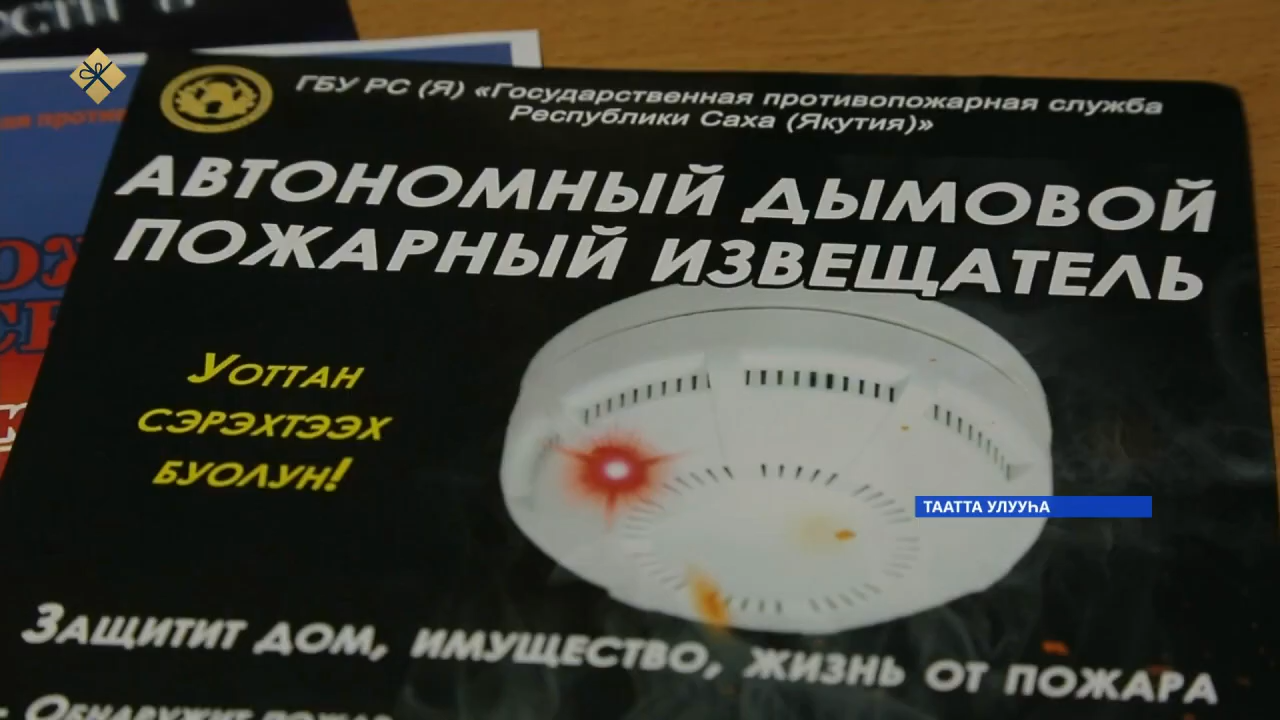 ГБУ РС (Я) «Государственная противопожарная служба
Республики Саха (Якутия)»
АВТОНОМНЫЙ ДЫМОВОЙ
ПОЖАРНЫЙ ИЗВЕЩАТЕЛЬ
Уоттан
сэрэхтээх
буолун!
ТААТТА УЛУУҺА
Защитит дом, имущество, жизнь от пожара
- Обнаружит